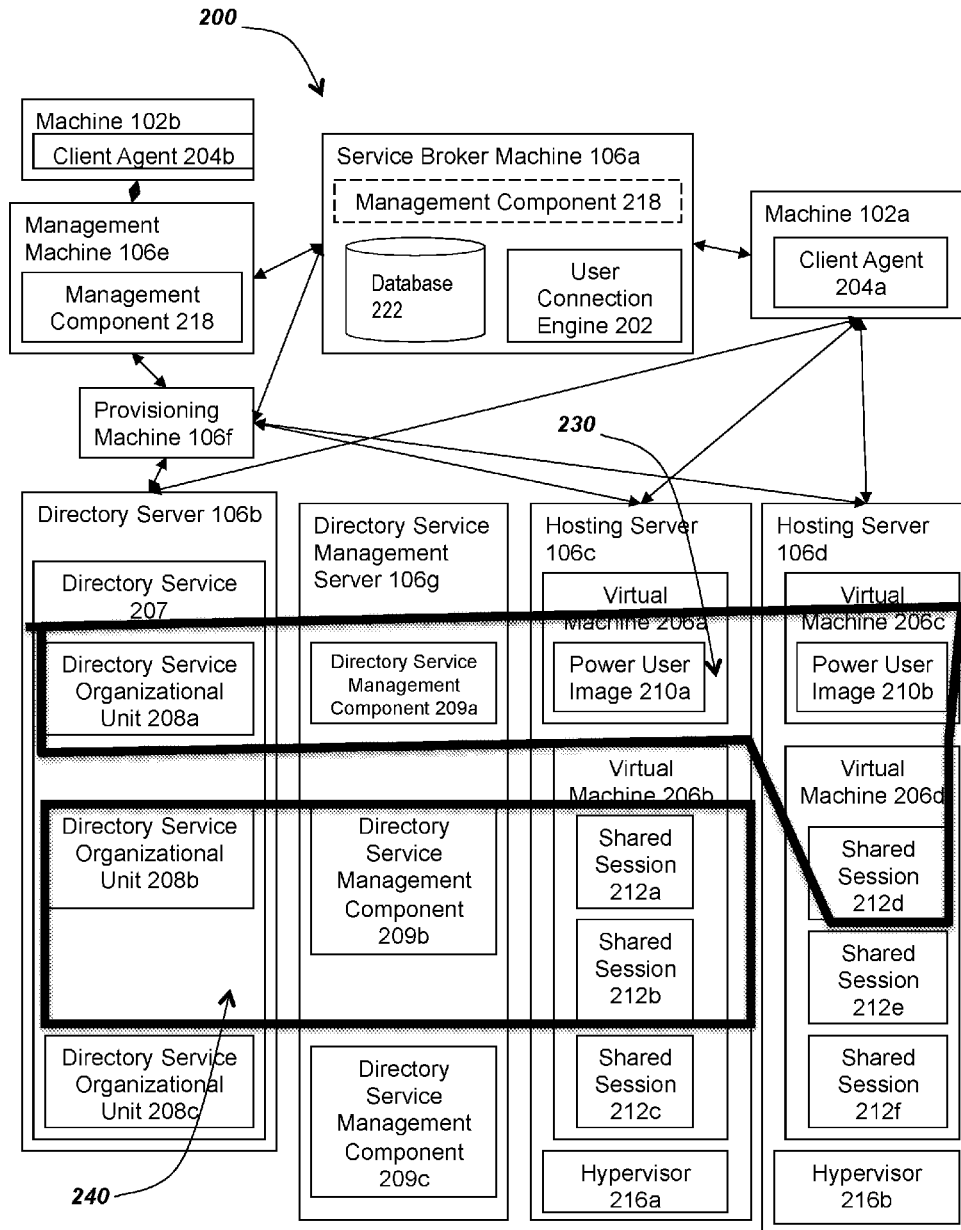 200
Machine 102b
Client Agent 204b
Service Broker Machine 106a
Management Component 218
Database
222
User
Connection
Engine 202
Machine 102a
Client Agent
204a
Management
Machine 106e
Management
Component 218
Provisioning
Machine 106f
230
Directory Server 106b
Directory Service
207
Directory Service
Organizational
Unit 208a
Directory Service
Organizational
Unit 208b
Directory Service
Organizational
Unit 208c
Directory Service
Management
Server 106g
Directory Service
Management
Component 209a
Directory
Service
Management
Component
209b
Directory
Service
Management
Component
209c
Hosting Server
106c
Virtual
Machine 206a
Power User
Image 210a
Virtual
Machine 206b
Shared
Session
212a
Shared
Session
212b
Shared
Session
212c
Hypervisor
216a
Hosting Server
106d
Virtual
Machine 206c
Power User
Image 210b
Virtual
Machine 206d
Shared
Session
212d
Shared
Session
212e
Shared
Session
212f
Hypervisor
216b
240